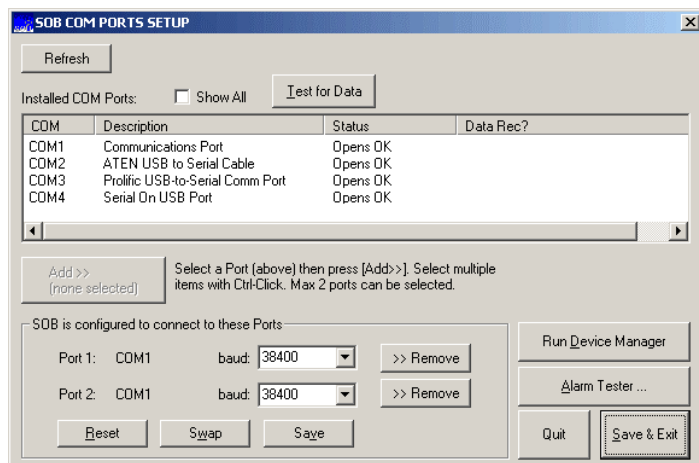 SOB COM PORTS SETUP
Refresh
Installed COM Ports:
Show All
Test for Data
COM Description Status Data Rec?
COM1 Communications Port Opens OK
COM2 ATEN USB to Serial Cable Opens OK
COM3 Prolific USB-to-Serial Comm Port Opens OK
COM4 Serial On USB Port Opens OK
Add >>
(none selected)
Select a Port (above) then press [Add>>]. Select multiple
items with Ctrl-Click. Max 2 ports can be selected.
SOB is configured to connect to these Ports
Port 1: COM1 baud: 38400 >> Remove
Port 2: COM1 baud: 38400 >> Remove
Reset Swap Save
Run Device Manager
Alarm Tester ...
Quit Save & Exit